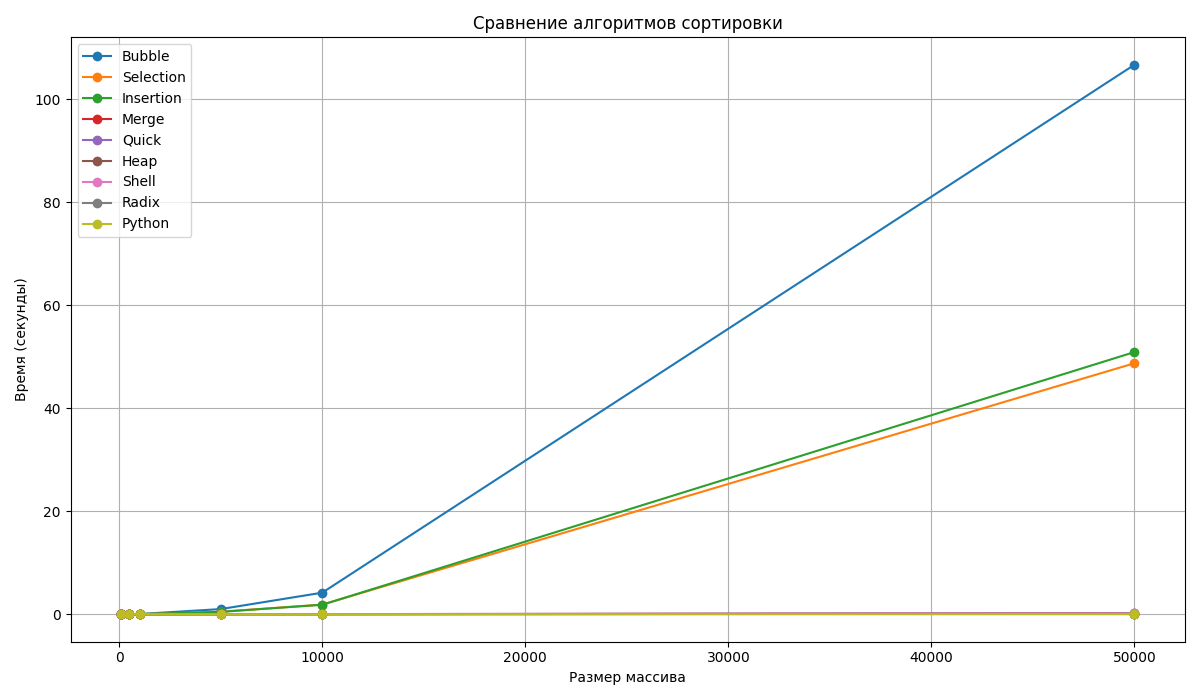 Сравнение алгоритмов сортировки
Bubble
Selection
Insertion
Merge
Quick
Heap
Shell
Radix
Python
Время (секунды)
100
80
60
40
20
0
0 10000 20000 30000 40000 50000
Размер массива